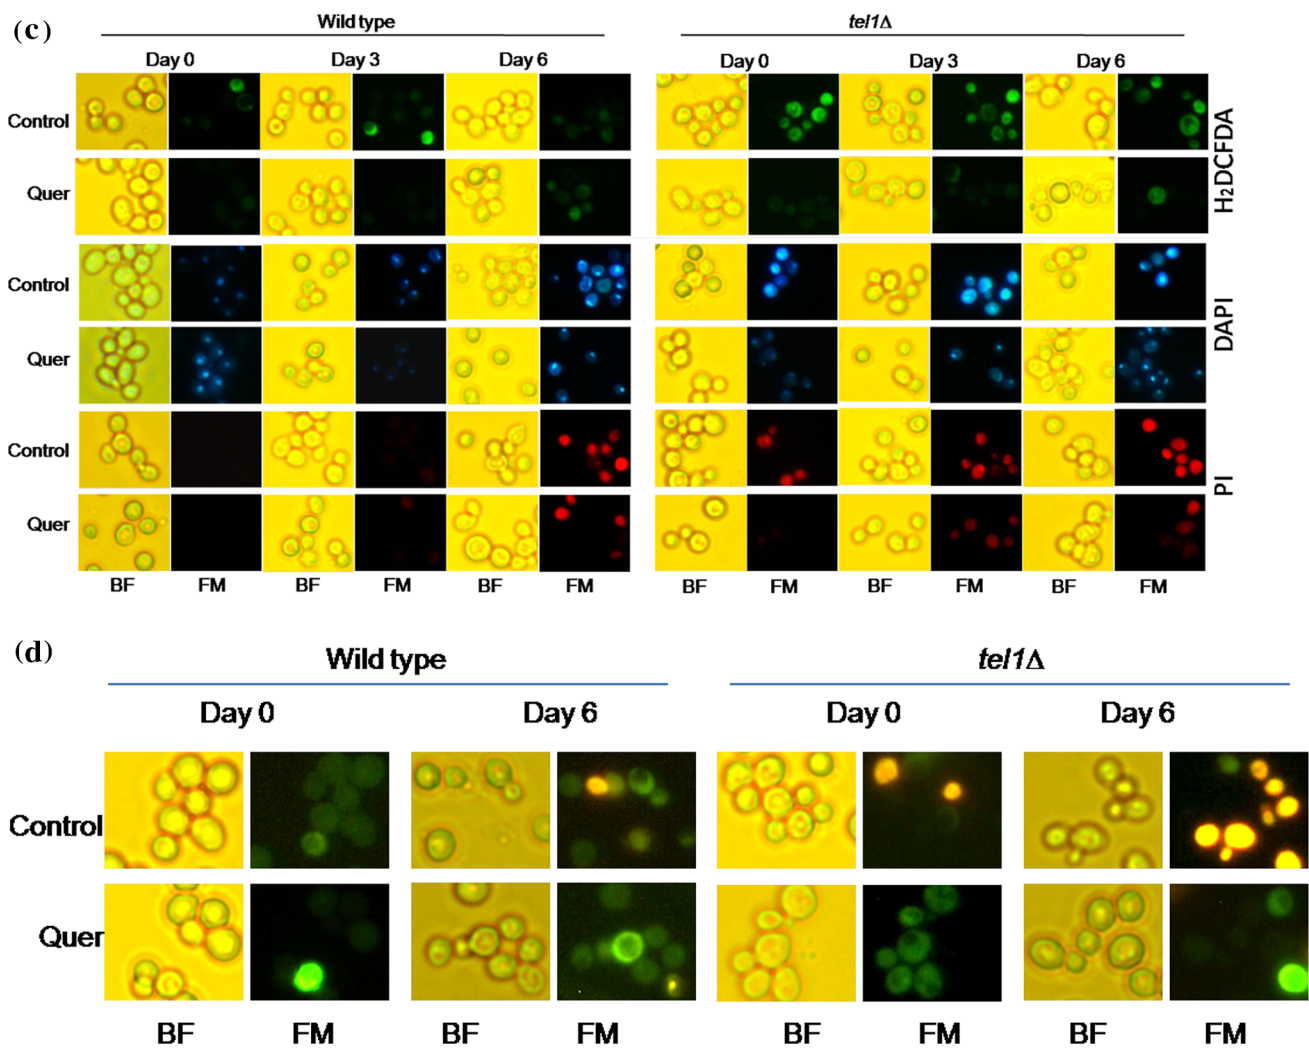 (c)
Wild type tel1Δ
Day 0 Day 3 Day 6 Day 0 Day 3 Day 6
Control
Quer
H₂DCFDA
Control
Quer
DAPI
Control
Quer
PI
BF FM BF FM BF FM BF FM BF FM BF FM
(d)
Wild type tel1Δ
Day 0 Day 6 Day 0 Day 6
Control
Quer
BF FM BF FM BF FM BF FM